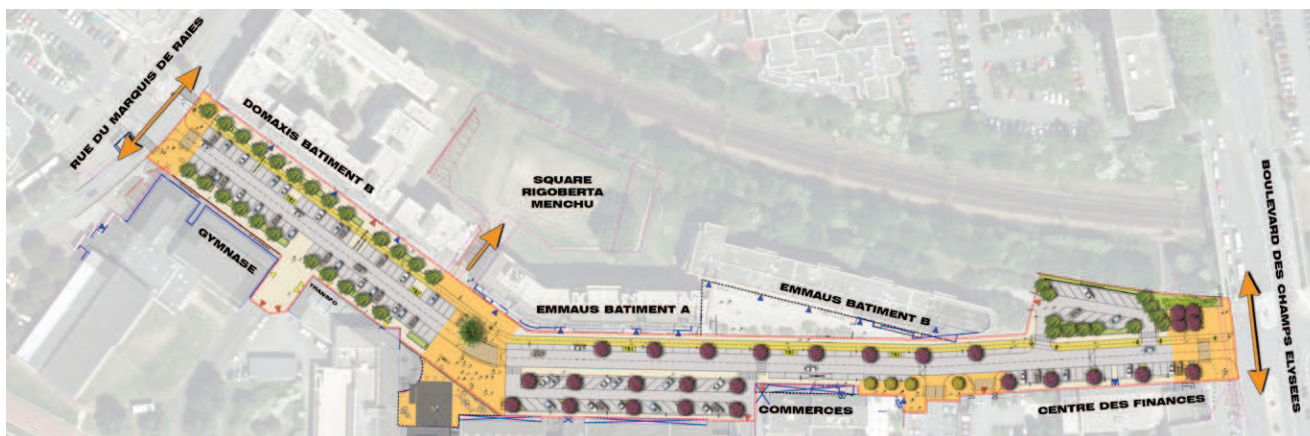 RUE DU MARQUIS DE RAIES
DOMAXIS BATIMENT B
GYMNASE
TRANSFO
SQUARE
RIGOBERTA
MENCHU
EMMAUS BATIMENT A
EMMAUS BATIMENT B
COMMERCES
CENTRE DES FINANCES
BOULEVARD DES CHAMPS ELYSEES